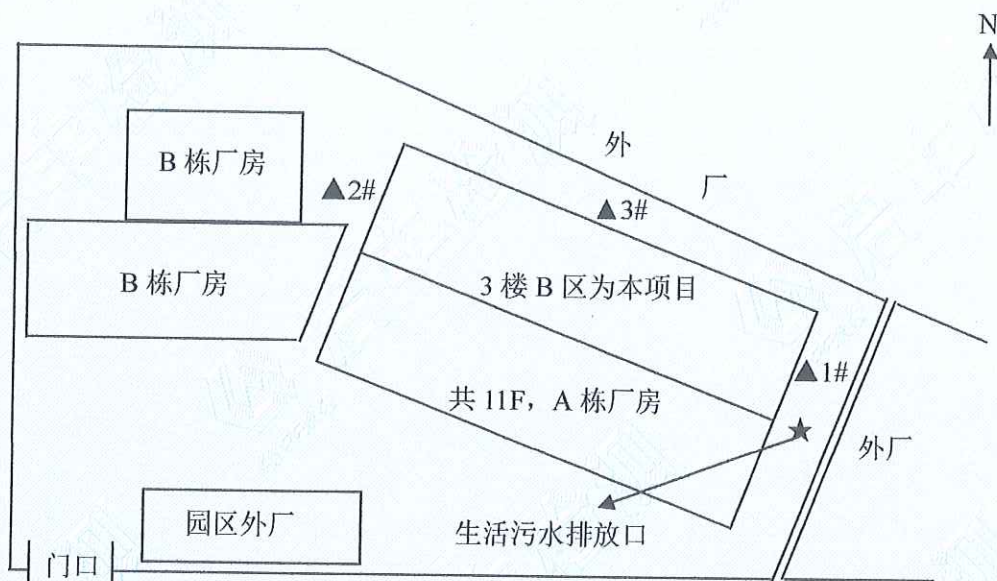 N
外
厂
B 栋厂房
▲2#
▲3#
B 栋厂房
3 楼 B 区为本项目
▲1#
共 11F，A 栋厂房
外厂
园区外厂
生活污水排放口
门口